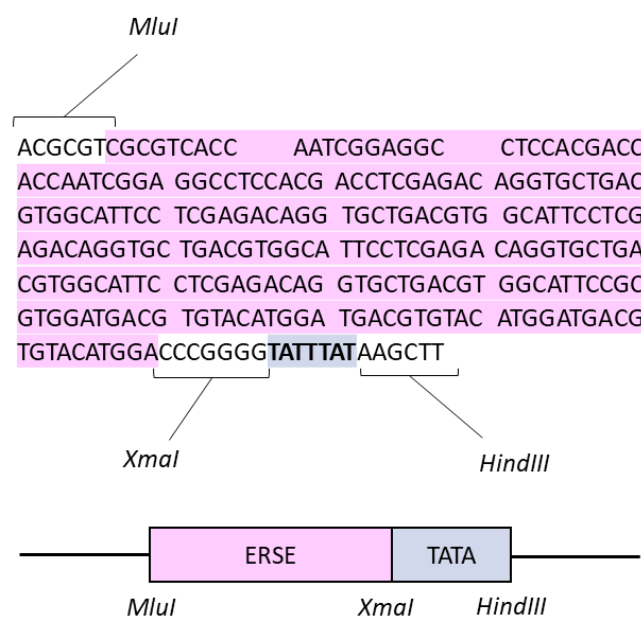 MluI
ACGCGTCGCGTCACC AATCGGAGGC CTCCACGACC
ACCAATCGGA GGCCTCCACG ACCTCGAGAC AGGTGCTGAC
GTGGCATTCC TCGAGACAGG TGCTGACGTG GCATTCCTCG
AGACAGGTGC TGACGTGGCA TTCCTCGAGA CAGGTGCTGA
CGTGGCATTC CTCGAGACAG GTGCTGACGT GGCATTCCGC
GTGGATGACG TGTACATGGA TGACGTGTAC ATGGATGACG
TGTACATGGACCCGGGGTATTTATAAGCTT
XmaI
HindIII
ERSE TATA
MluI XmaI HindIII